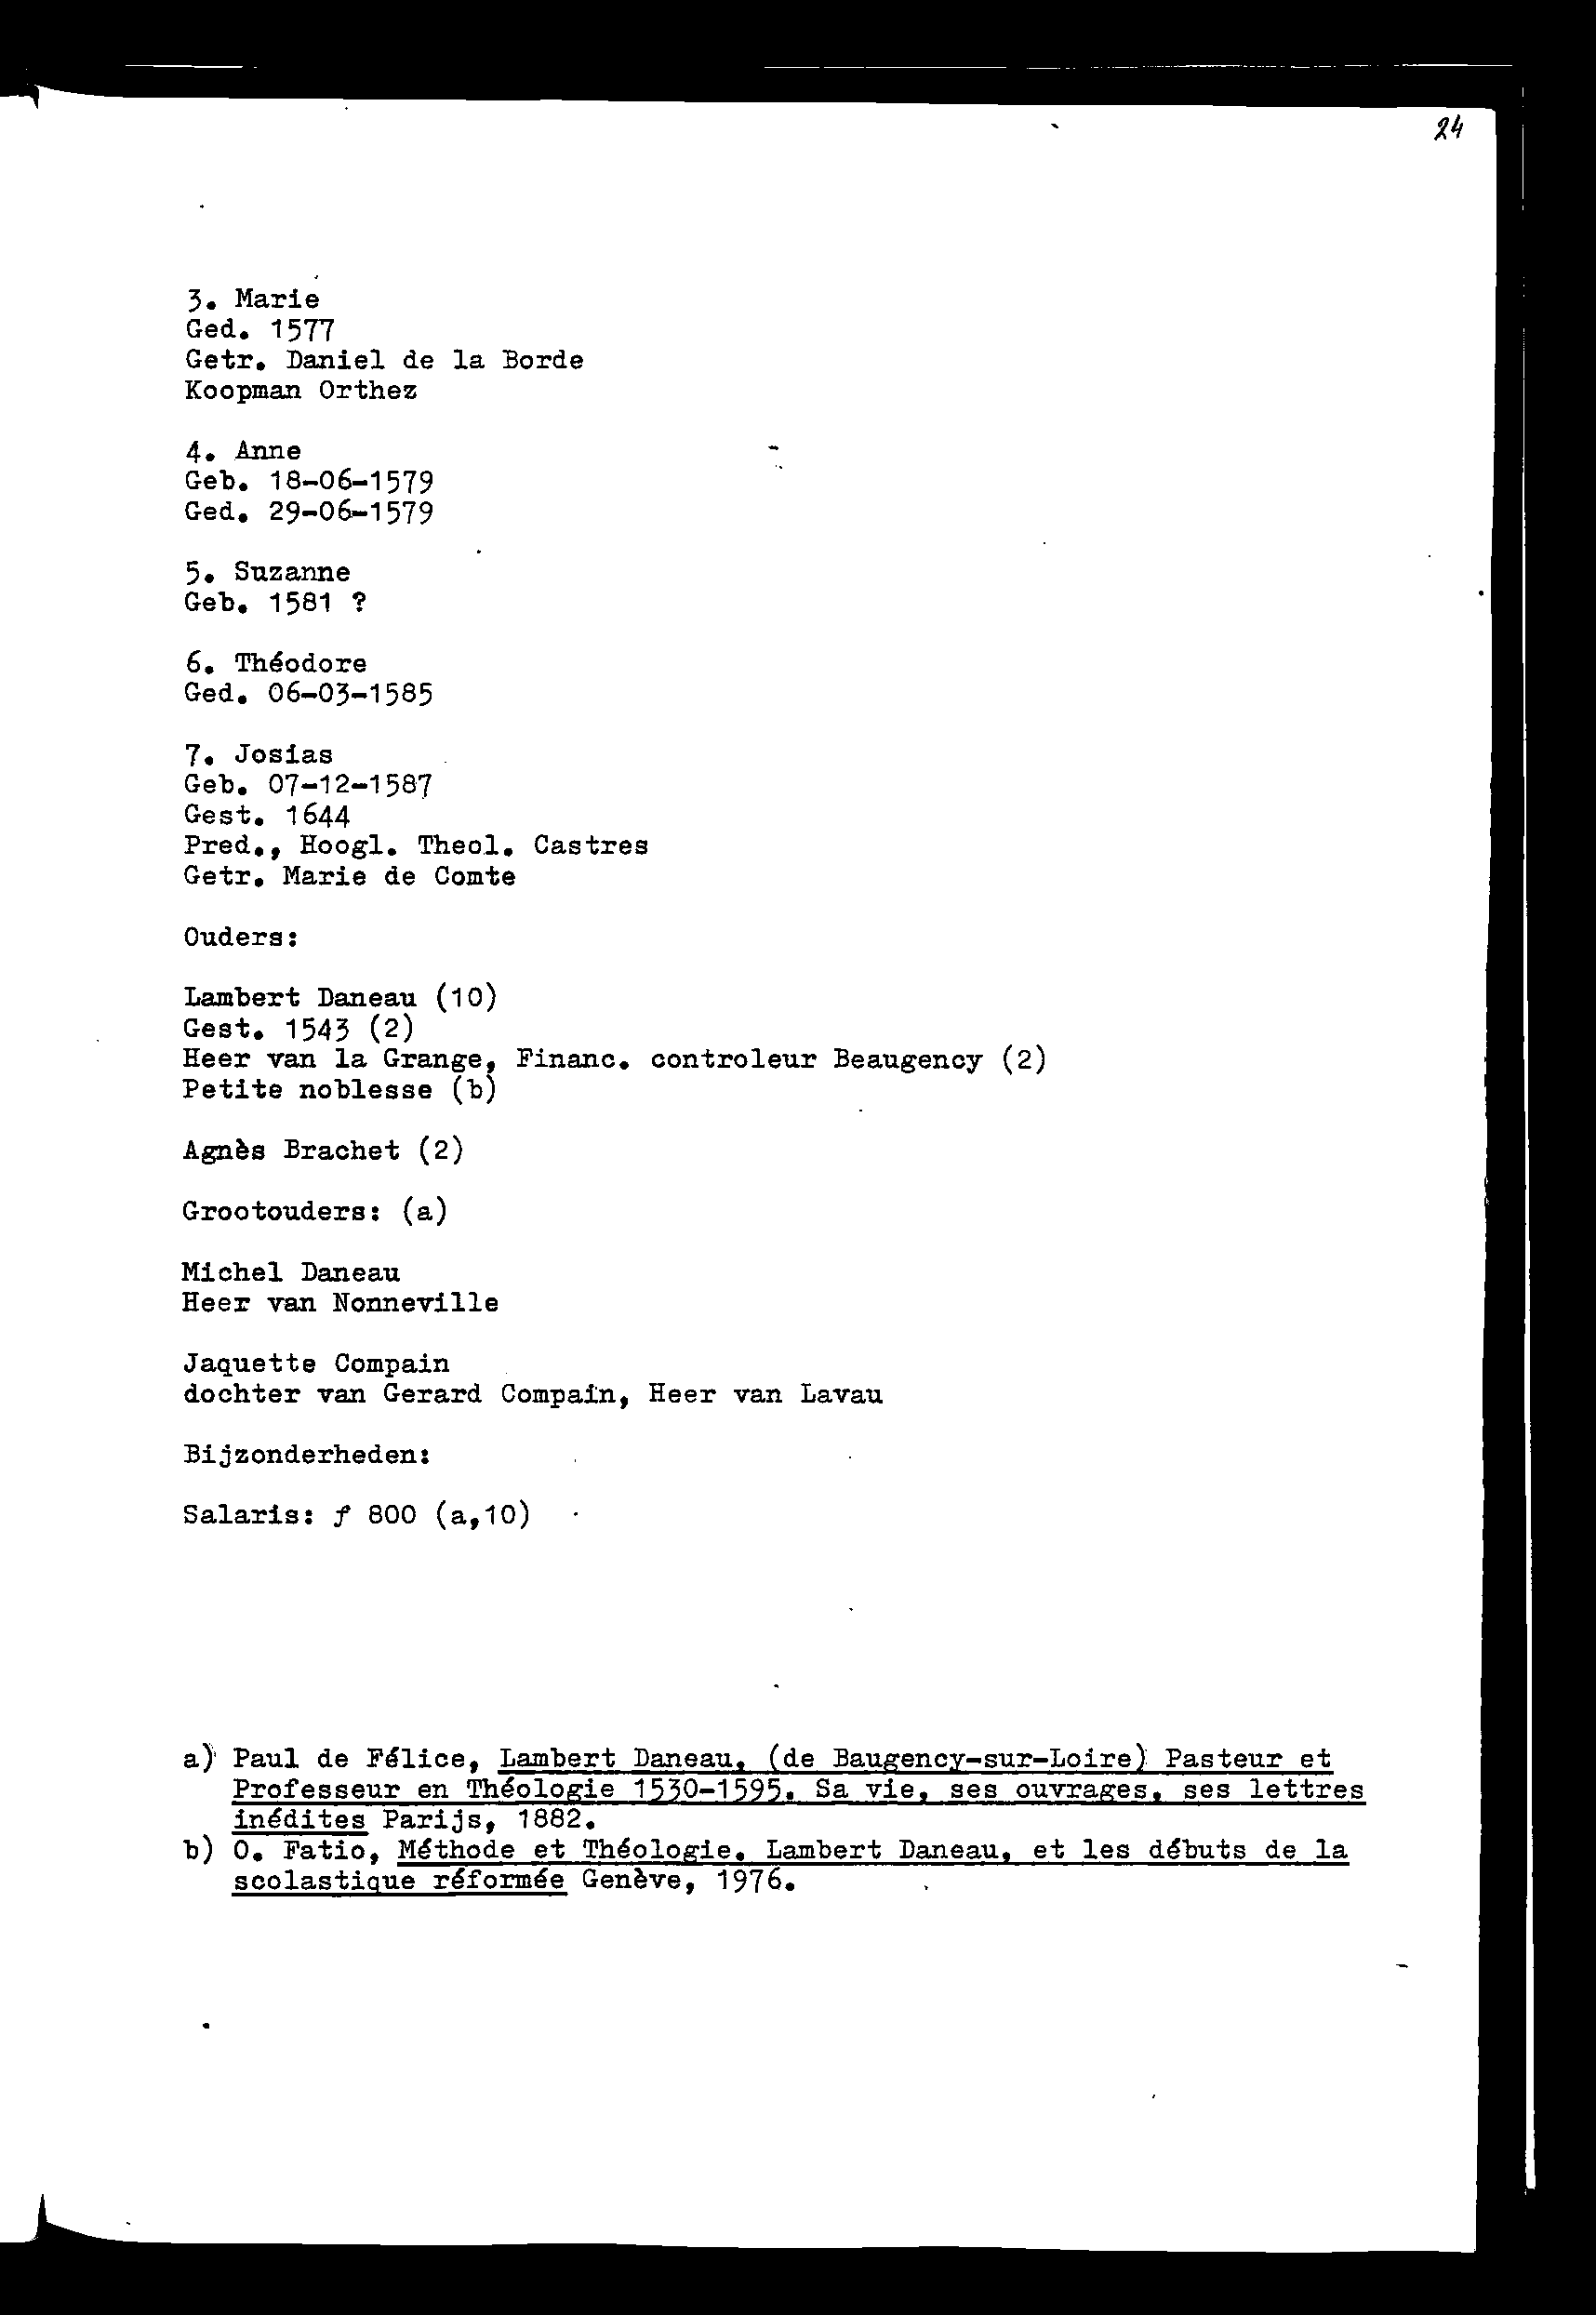 24
3. Marie
Ged. 1577
Getr. Daniel de la Borde
Koopman Orthez
4. Anne
Geb. 18-06-1579
Ged. 29-06-1579
5. Suzanne
Geb. 1581 ?
6. Théodore
Ged. 06-03-1585
7. Josias
Geb. 07-12-1587
Gest. 1644
Pred., Hoogl. Theol. Castres
Getr. Marie de Comte
Ouders:
Lambert Daneau (10)
Gest. 1543 (2)
Heer van la Grange, Financ. controleur Beaugency (2)
Petite noblesse (b)
Agnès Brachet (2)
Grootouders: (a)
Michel Daneau
Heer van Nonneville
Jaquette Compain
dochter van Gerard Compain, Heer van Lavau
Bijzonderheden:
Salaris: ƒ 800 (a,10)
a) Paul de Félice, Lambert Daneau, (de Baugency-sur-Loire) Pasteur et
Professeur en Théologie 1530-1595. Sa vie, ses ouvrages, ses lettres
inédites Parijs, 1882.
b) O. Fatio, Méthode et Théologie. Lambert Daneau, et les débuts de la
scolastique réformée Genève, 1976.